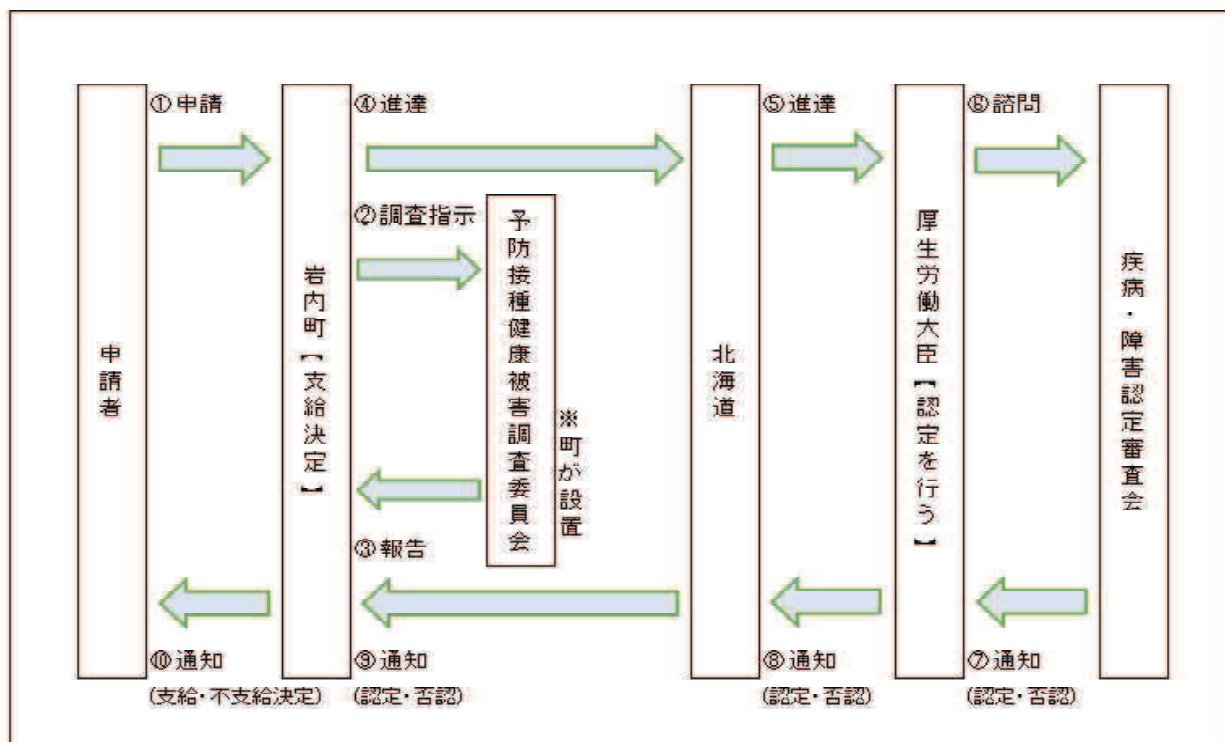 ①申請
④進達
⑤進達
⑥諮問
②調査指示
申請者
岩内町【支給決定】
予防接種健康被害調査委員会
※町が設置
北海道
厚生労働大臣【認定を行う】
疾病・障害認定審査会
③報告
⑩通知
(支給・不支給決定)
⑨通知
(認定・否認)
⑧通知
(認定・否認)
⑦通知
(認定・否認)